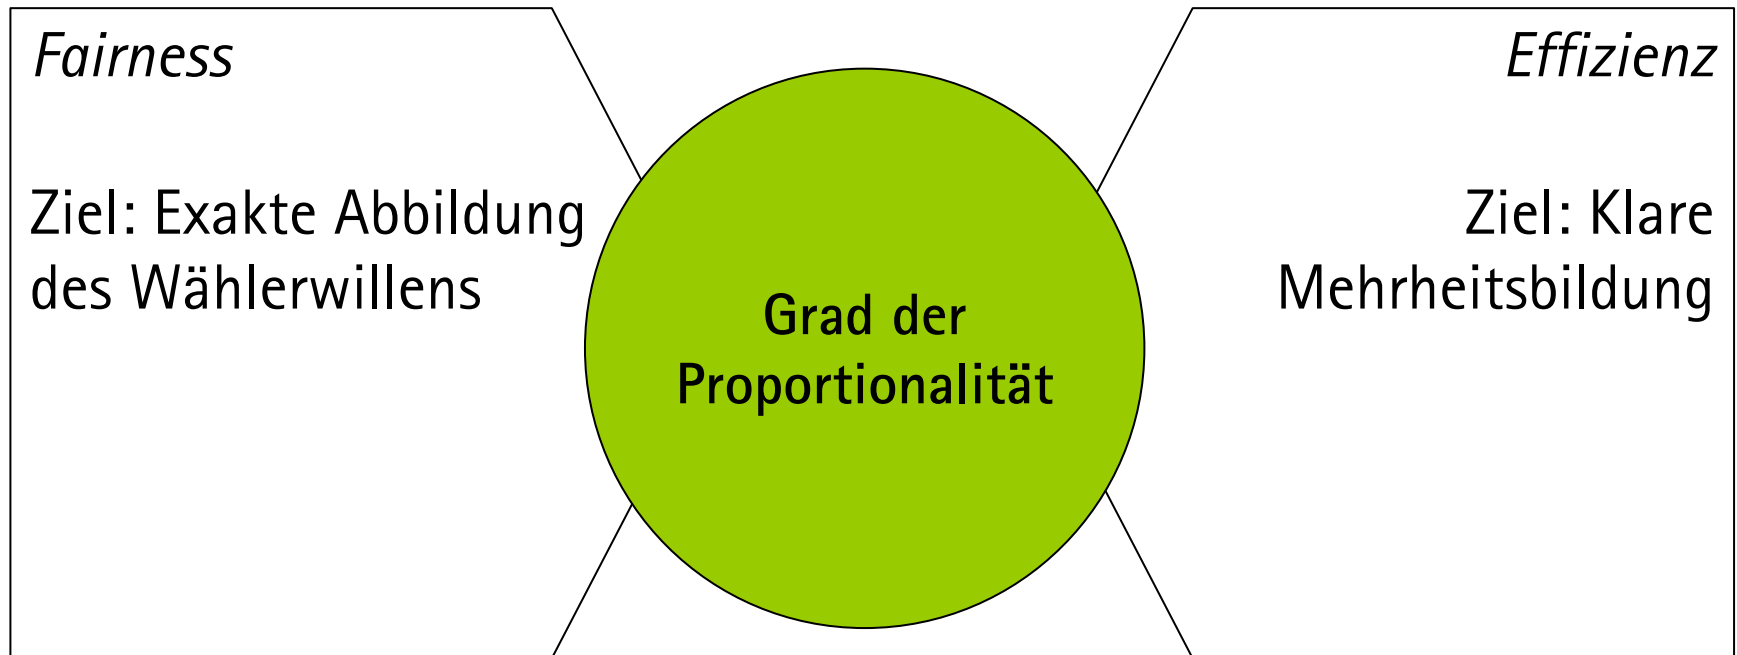 Fairness
Ziel: Exakte Abbildung
des Wählerwillens
Grad der
Proportionalität
Effizienz
Ziel: Klare
Mehrheitsbildung